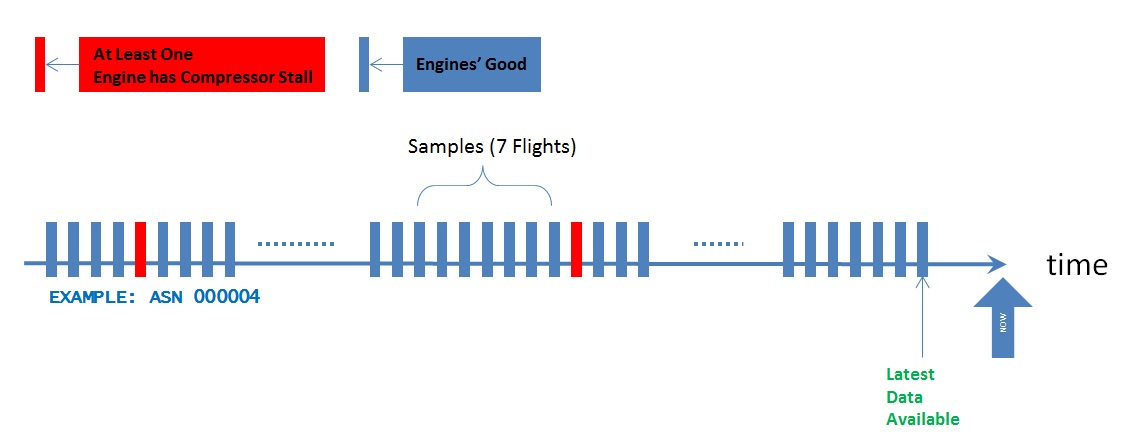 At Least One
Engine has Compressor Stall
Engines’ Good
Samples (7 Flights)
time
EXAMPLE: ASN 000004
NOW
Latest
Data
Available